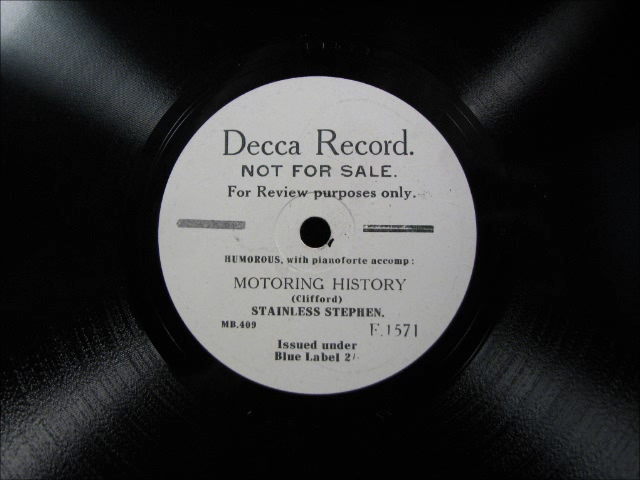 Decca Record.
NOT FOR SALE.
For Review purposes only.
HUMOROUS, with pianoforte accomp:
MOTORING HISTORY
(Clifford)
STAINLESS STEPHEN.
MB.409
F.1571
Issued under
Blue Label 2/-